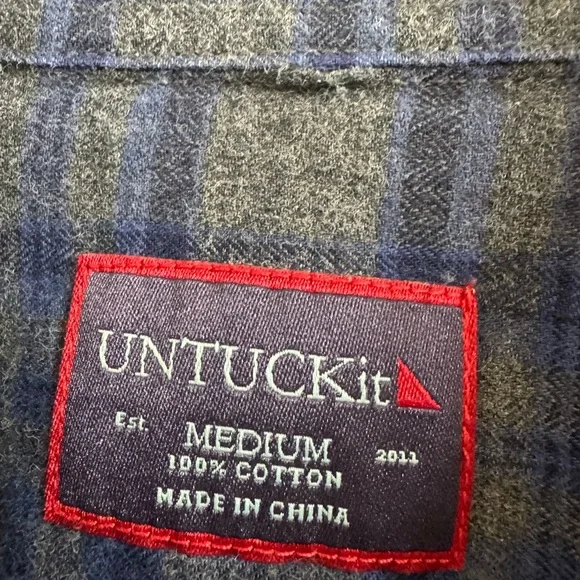 UNTUCKit
Est. MEDIUM 2011
100% COTTON
MADE IN CHINA